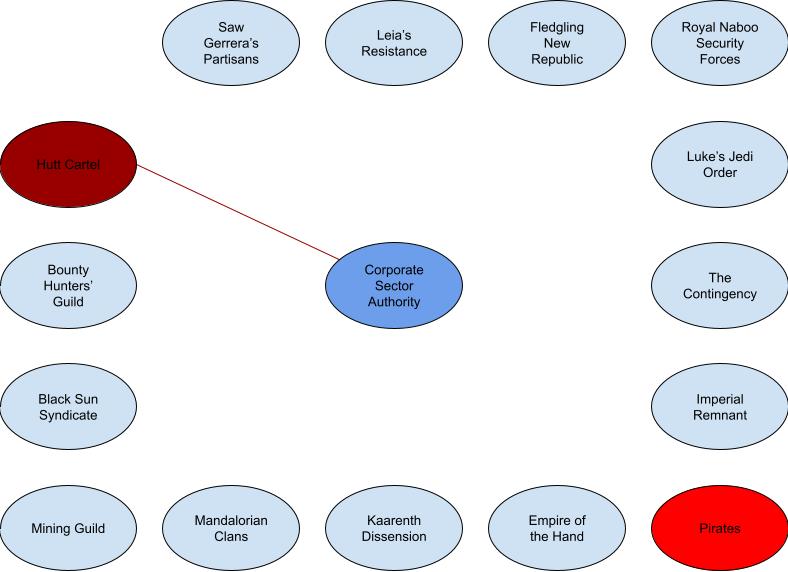 Saw
Gerrera's
Partisans
Leia's
Resistance
Fledgling
New
Republic
Royal Naboo
Security
Forces
Hutt Cartel
Luke's Jedi
Order
Bounty
Hunters'
Guild
Corporate
Sector
Authority
The
Contingency
Black Sun
Syndicate
Imperial
Remnant
Mining Guild
Mandalorian
Clans
Kaarenth
Dissension
Empire of
the Hand
Pirates